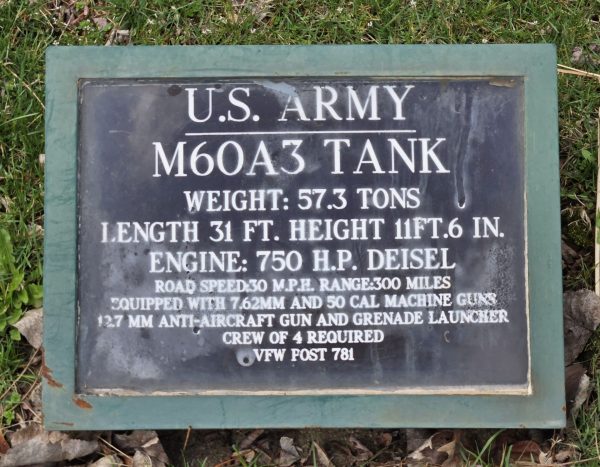 U.S. ARMY
M60A3 TANK
WEIGHT: 57.3 TONS
LENGTH 31 FT. HEIGHT 11FT.6 IN.
ENGINE: 750 H.P. DEISEL
ROAD SPEED:30 M.P.H. RANGE:300 MILES
EQUIPPED WITH 7.62MM AND 50 CAL MACHINE GUNS
12.7 MM ANTI-AIRCRAFT GUN AND GRENADE LAUNCHER
CREW OF 4 REQUIRED
VFW POST 781